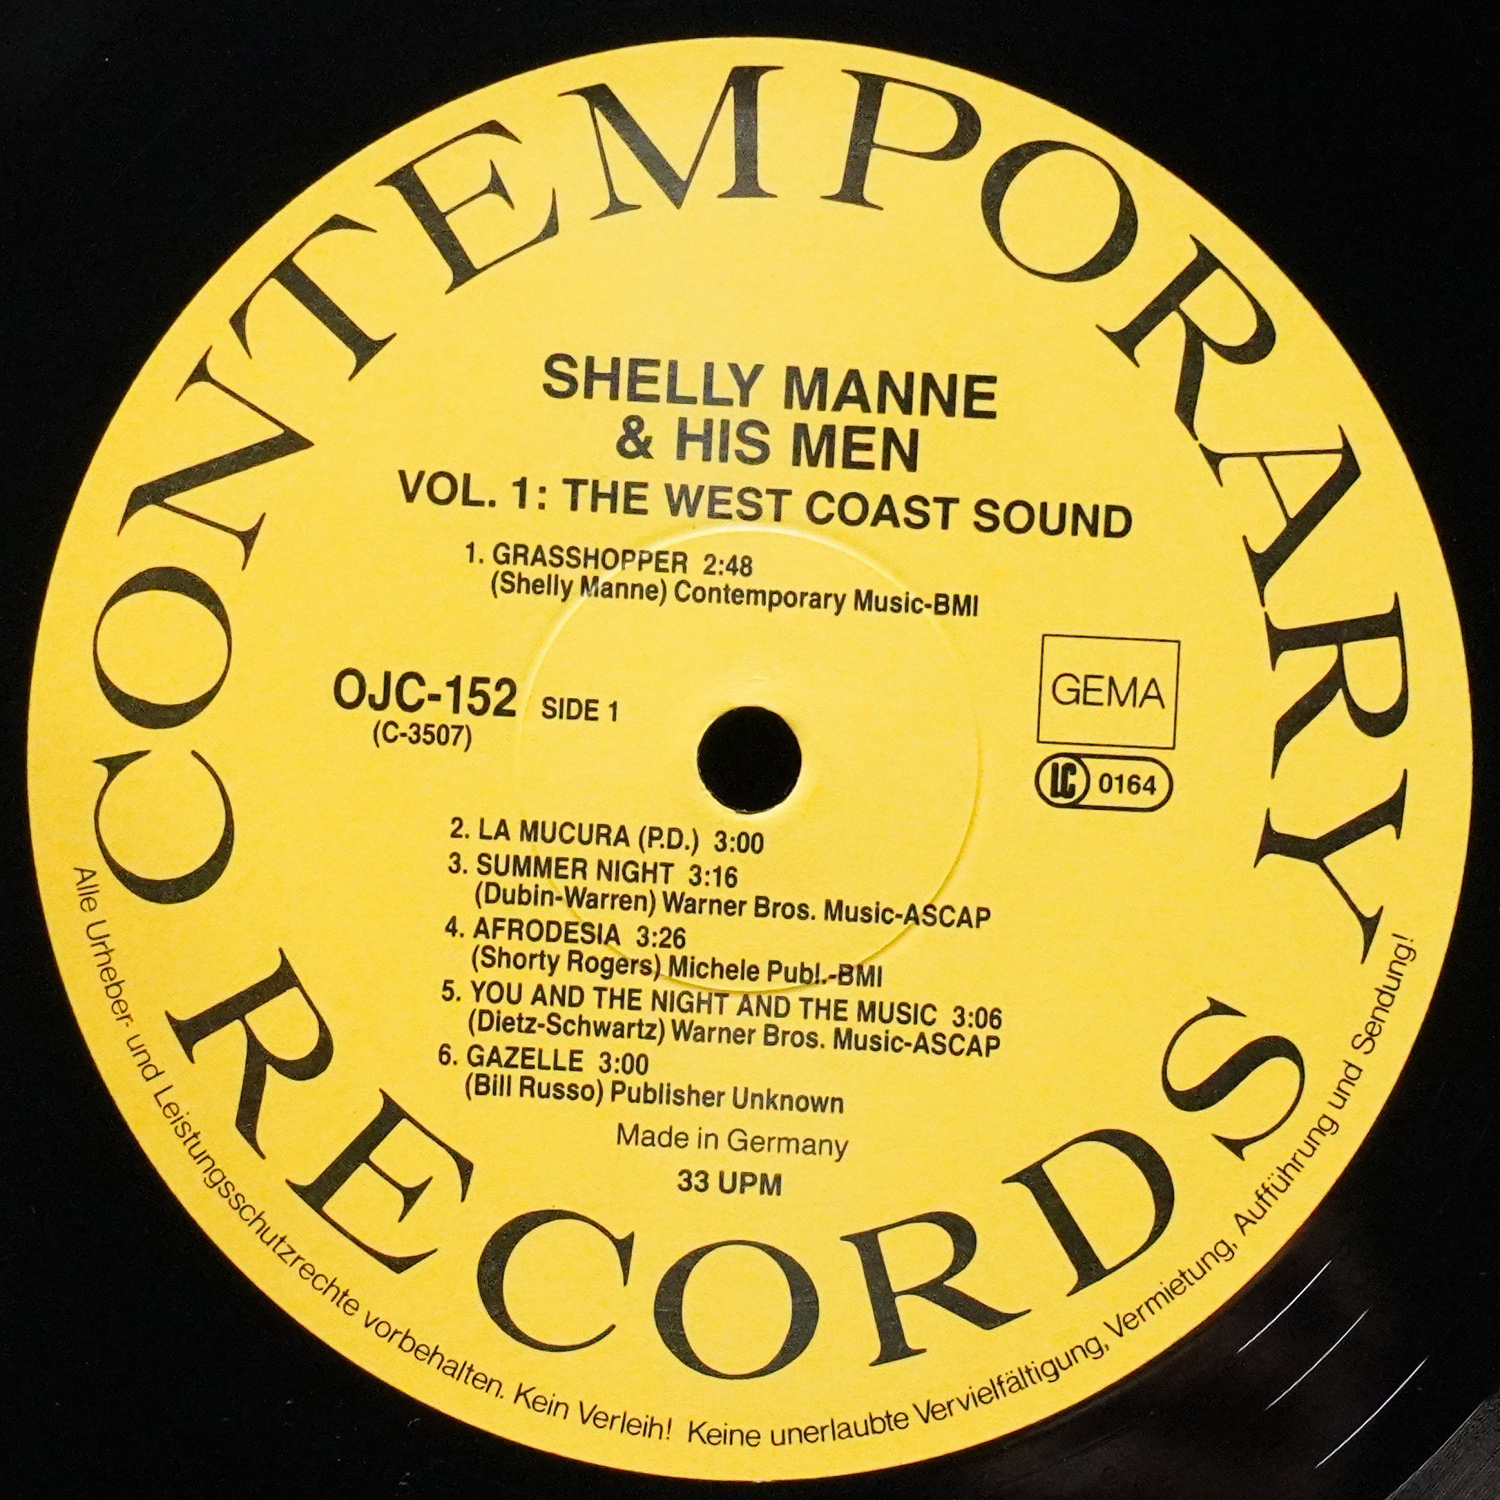 CONTEMPORARY
SHELLY MANNE
& HIS MEN
VOL. 1: THE WEST COAST SOUND
1. GRASSHOPPER 2:48
(Shelly Manne) Contemporary Music-BMI
OJC-152 SIDE 1
(C-3507)
GEMA
LC 0164
2. LA MUCURA (P.D.) 3:00
3. SUMMER NIGHT 3:16
(Dubin-Warren) Warner Bros. Music-ASCAP
4. AFRODESIA 3:26
(Shorty Rogers) Michele Publ.-BMI
5. YOU AND THE NIGHT AND THE MUSIC 3:06
(Dietz-Schwartz) Warner Bros. Music-ASCAP
6. GAZELLE 3:00
(Bill Russo) Publisher Unknown
Made in Germany
33 UPM
RECORDS
Alle Urheber- und Leistungsschutzrechte vorbehalten. Kein Verleih! Keine unerlaubte Vervielfältigung, Vermietung, Aufführung und Sendung!